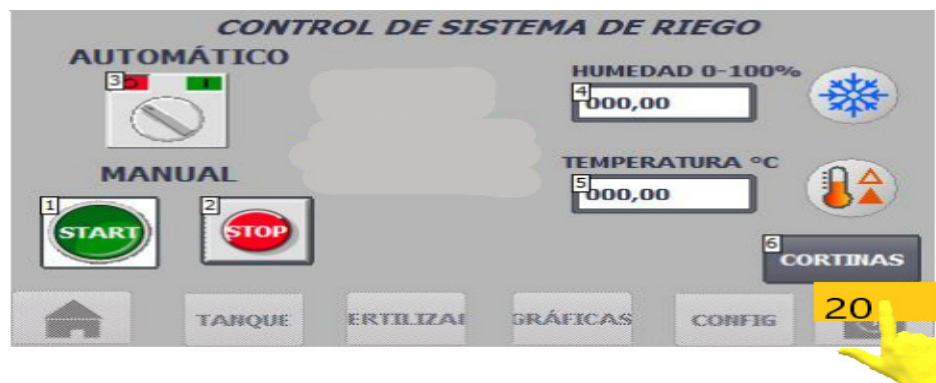 CONTROL DE SISTEMA DE RIEGO
AUTOMÁTICO
3
HUMEDAD 0-100%
4
000,00
MANUAL
TEMPERATURA °C
5
000,00
1
START
2
STOP
6
CORTINAS
TANQUE
ERTILIZAI
GRÁFICAS
CONFIG
20